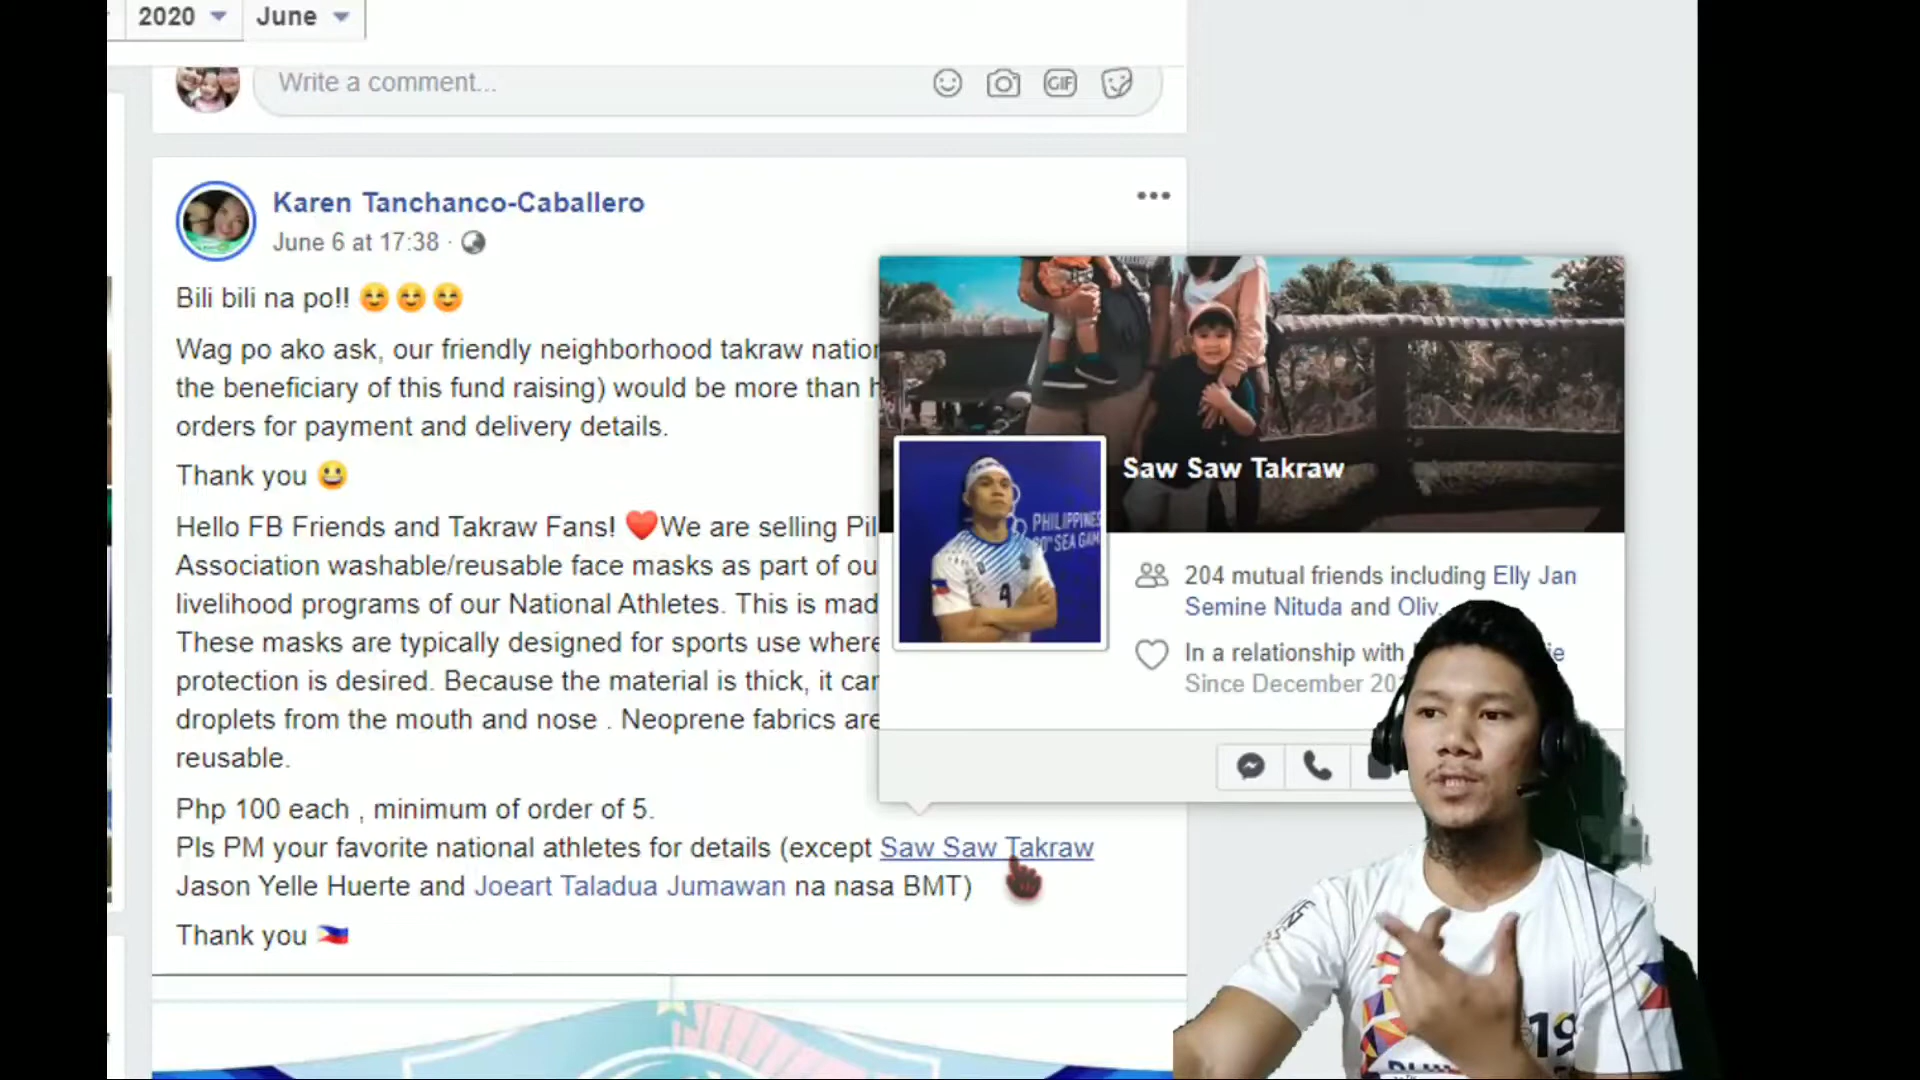 2020 June
Write a comment...
GIF
Karen Tanchanco-Caballero
June 6 at 17:38 ·
Bili bili na po!! 😊😊😊
Wag po ako ask, our friendly neighborhood takraw
the beneficiary of this fund raising) would be more than
orders for payment and delivery details.
Thank you 😀
Hello FB Friends and Takraw Fans! ❤️We are selling
Association washable/reusable face masks as part of
livelihood programs of our National Athletes. This is
These masks are typically designed for sports use where
protection is desired. Because the material is thick, it
droplets from the mouth and nose . Neoprene fabrics are
reusable.
Php 100 each , minimum of order of 5.
Pls PM your favorite national athletes for details (except Saw Saw Takraw
Jason Yelle Huerte and Joeart Taladua Jumawan na nasa BMT)
Thank you 🇵🇭
Saw Saw Takraw
PHILIPPINES
SEA
4
204 mutual friends including Elly Jan
Semine Nituda and
In a relationship with
Since December
19